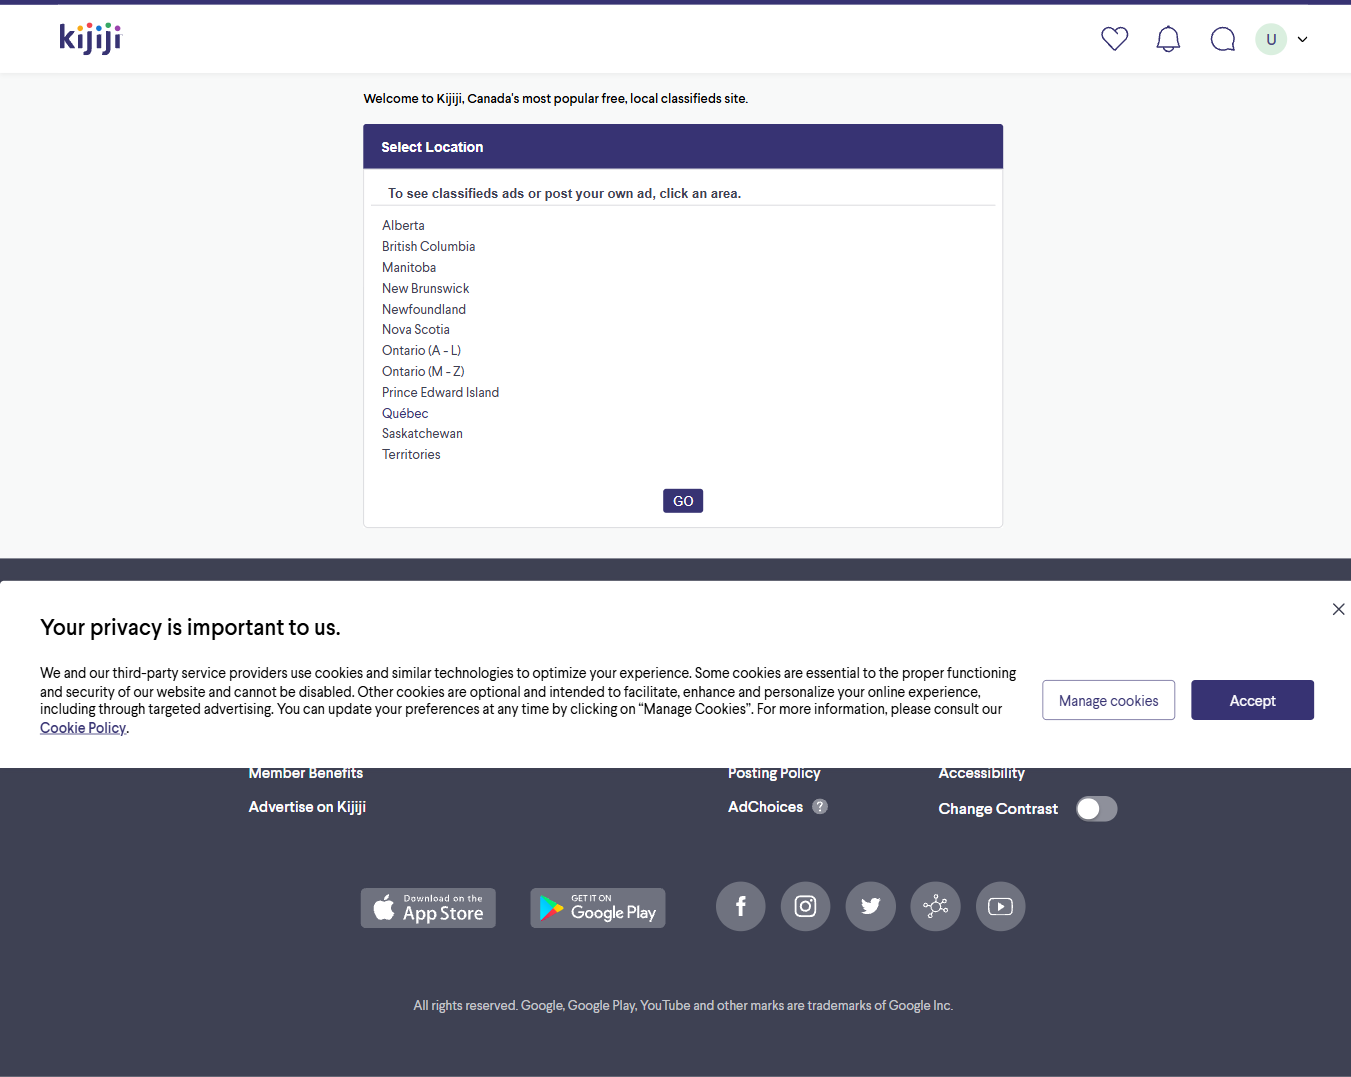 kijiji
U
Welcome to Kijiji, Canada's most popular free, local classifieds site.
Select Location
To see classifieds ads or post your own ad, click an area.
Alberta
British Columbia
Manitoba
New Brunswick
Newfoundland
Nova Scotia
Ontario (A - L)
Ontario (M - Z)
Prince Edward Island
Québec
Saskatchewan
Territories
GO
Your privacy is important to us.
We and our third-party service providers use cookies and similar technologies to optimize your experience. Some cookies are essential to the proper functioning
and security of our website and cannot be disabled. Other cookies are optional and intended to facilitate, enhance and personalize your online experience,
including through targeted advertising. You can update your preferences at any time by clicking on “Manage Cookies”. For more information, please consult our
Cookie Policy.
Manage cookies
Accept
Member Benefits
Posting Policy
Accessibility
Advertise on Kijiji
AdChoices ?
Change Contrast
Download on the
App Store
GET IT ON
Google Play
All rights reserved. Google, Google Play, YouTube and other marks are trademarks of Google Inc.